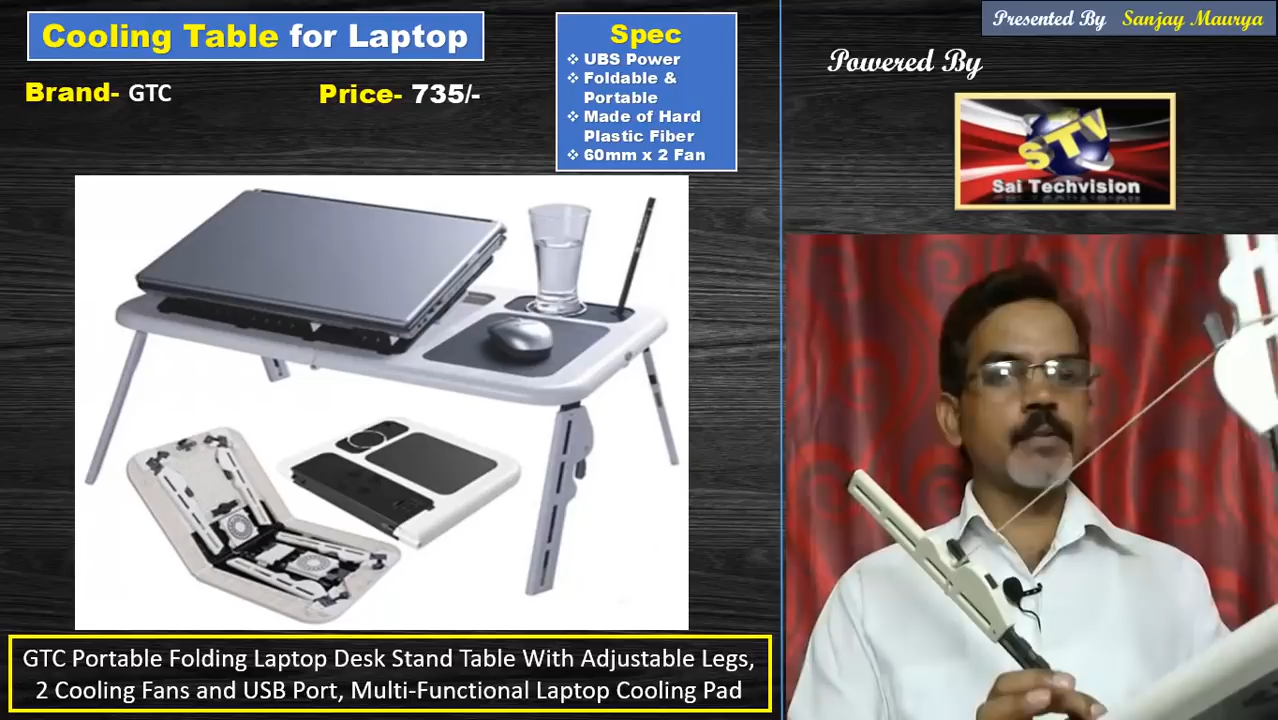 Cooling Table for Laptop
Brand- GTC
Price- 735/-
Spec
❖ UBS Power
❖ Foldable &
Portable
❖ Made of Hard
Plastic Fiber
❖ 60mm x 2 Fan
Presented By Sanjay Maurya
Powered By
STV
Sai Techvision
GTC Portable Folding Laptop Desk Stand Table With Adjustable Legs,
2 Cooling Fans and USB Port, Multi-Functional Laptop Cooling Pad